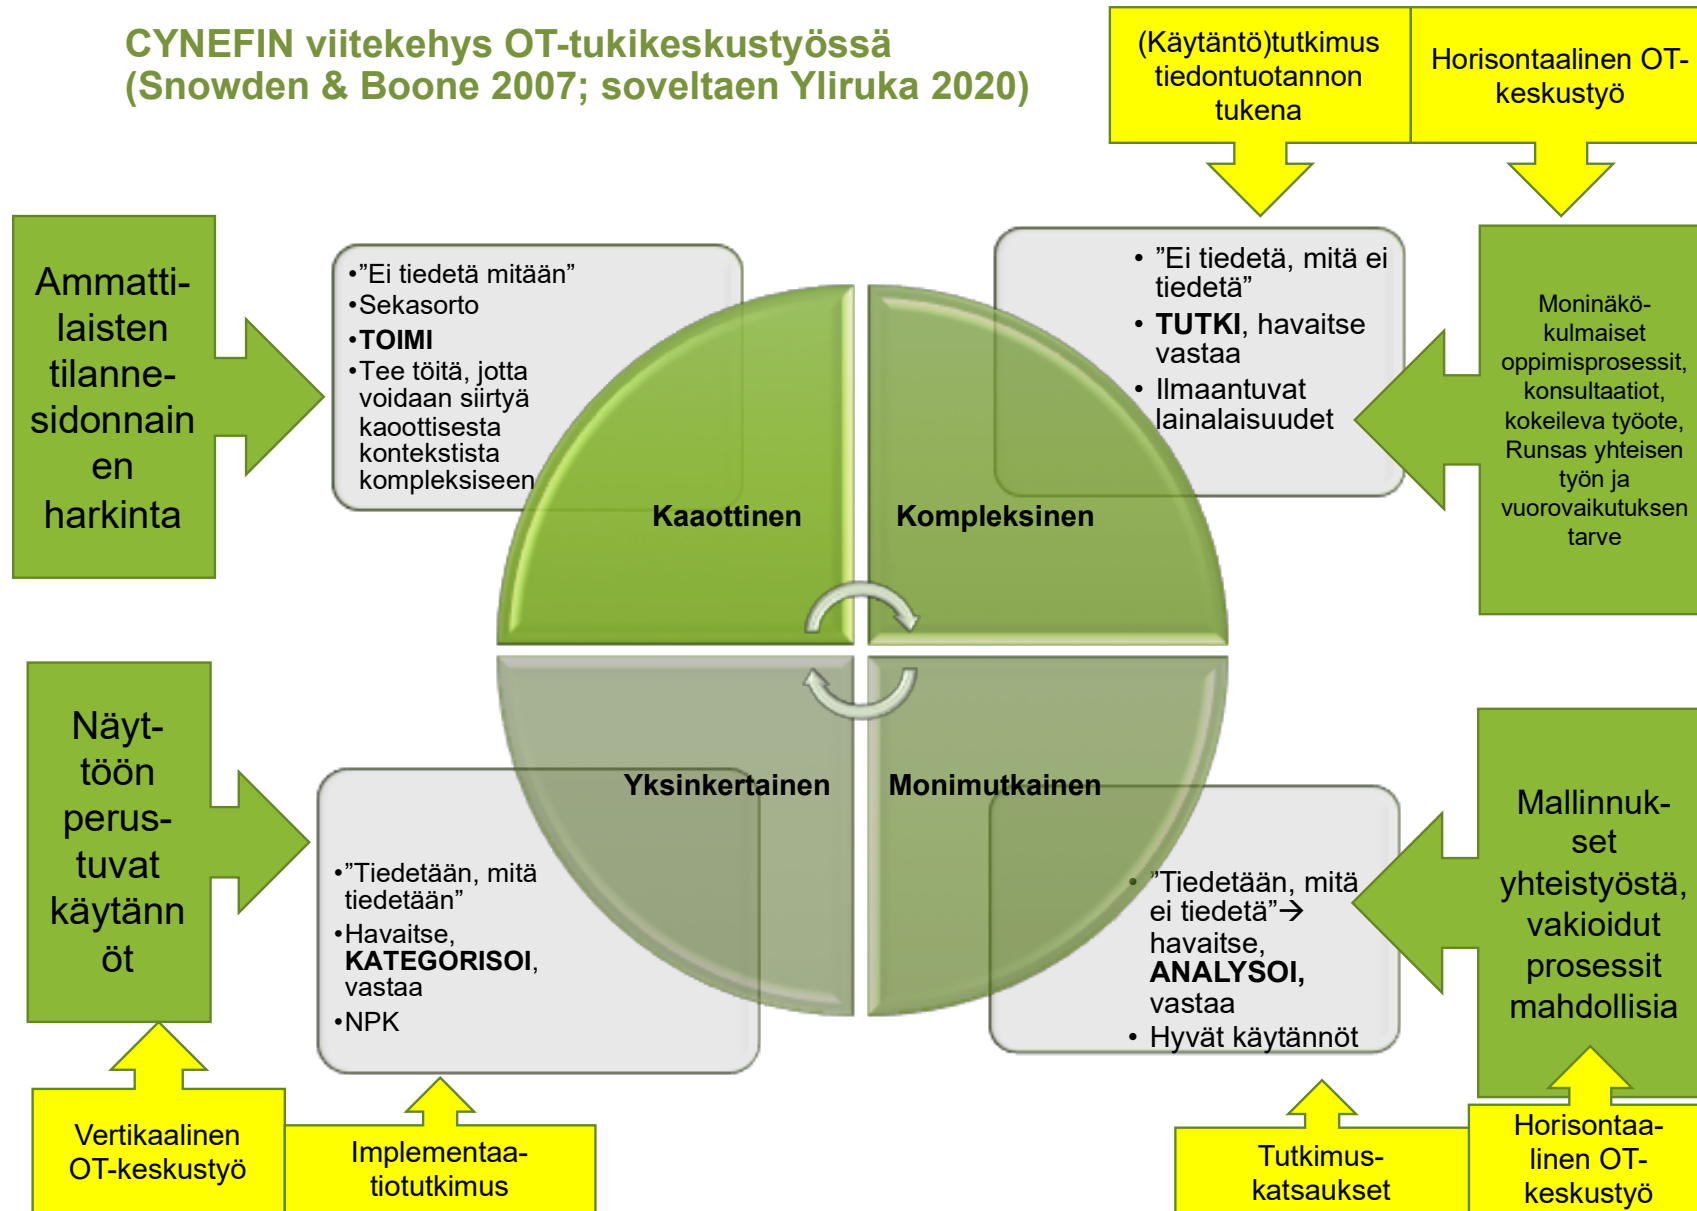 CYNEFIN viitekehys OT-tukikeskustyössä
(Snowden & Boone 2007; soveltaen Yliruka 2020)
(Käytäntö)tutkimus
tiedontuotannon
tukena
Horisontaalinen OT-
keskustyö
Ammatti-
laisten
tilanne-
sidonnain
en
harkinta
•"Ei tiedetä mitään"
•Sekasorto
•TOIMI
•Tee töitä, jotta
voidaan siirtyä
kaoottisesta
kontekstista
kompleksiseen
• "Ei tiedetä, mitä ei
tiedetä"
• TUTKI, havaitse
vastaa
• Ilmaantuvat
lainalaisuudet
Moninäkö-
kulmaiset
oppimisprosessit,
konsultaatiot,
kokeileva työote,
Runsas yhteisen
työn ja
vuorovaikutuksen
tarve
Kaaottinen
Kompleksinen
Yksinkertainen
Monimutkainen
Näyt-
töön
perus-
tuvat
käytänn
öt
•"Tiedetään, mitä
tiedetään"
•Havaitse,
KATEGORISOI,
vastaa
•NPK
• "Tiedetään, mitä
ei tiedetä"→
havaitse,
ANALYSOI,
vastaa
• Hyvät käytännöt
Mallinnuk-
set
yhteistyöstä,
vakioidut
prosessit
mahdollisia
Vertikaalinen
OT-keskustyö
Implementaa-
tiotutkimus
Tutkimus-
katsaukset
Horisontaa-
linen OT-
keskustyö